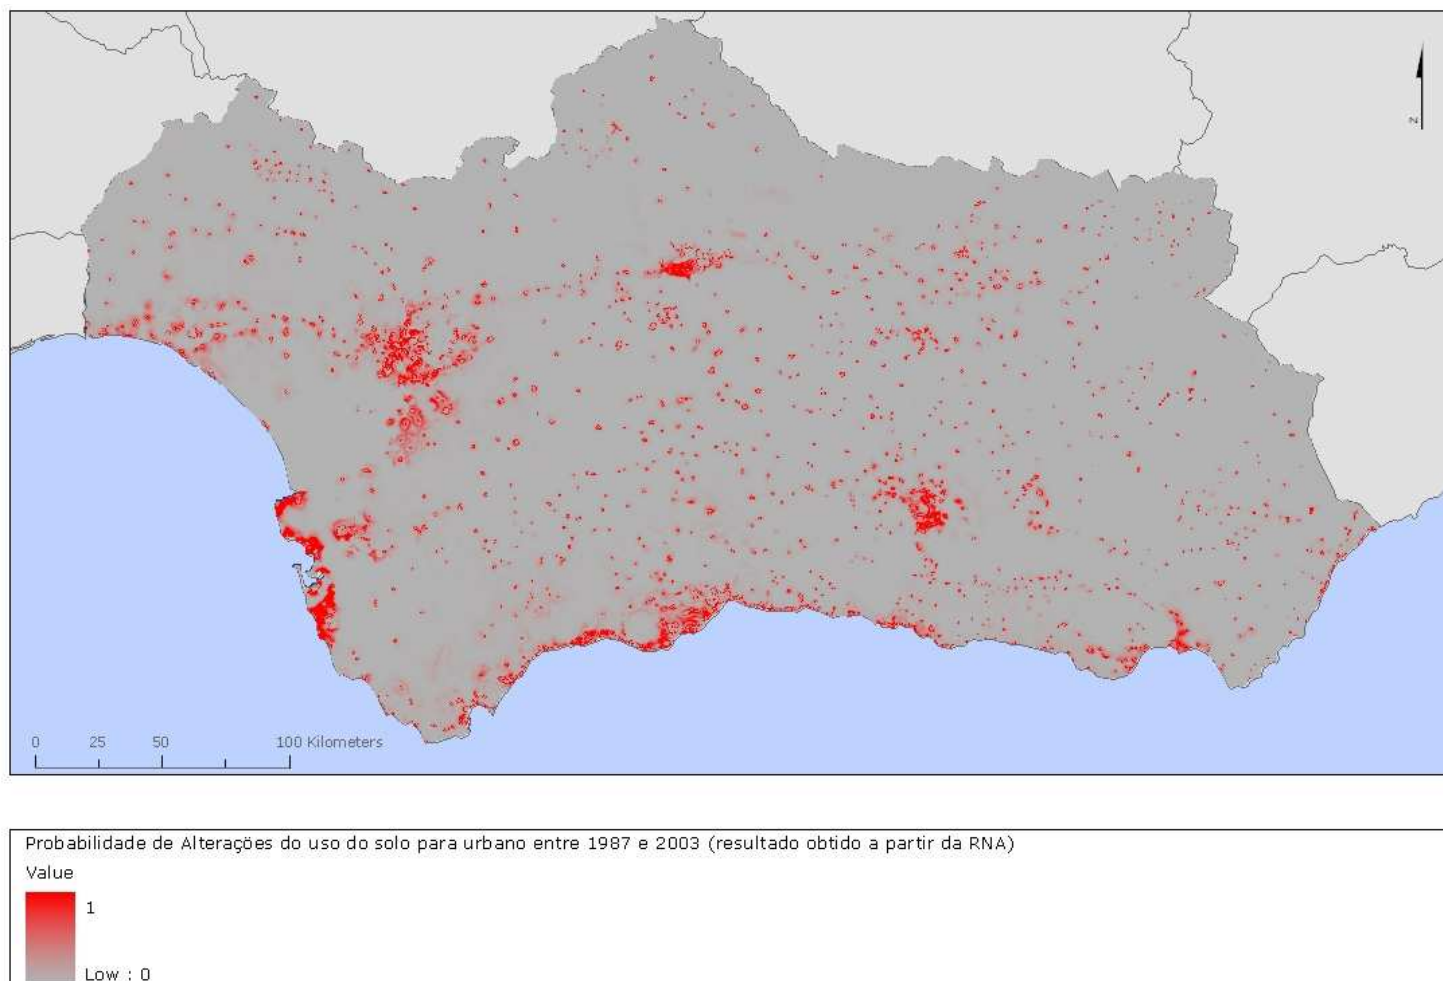 N
0 25 50 100 Kilometers
Probabilidade de Alterações do uso do solo para urbano entre 1987 e 2003 (resultado obtido a partir da RNA)
Value
1
Low : 0